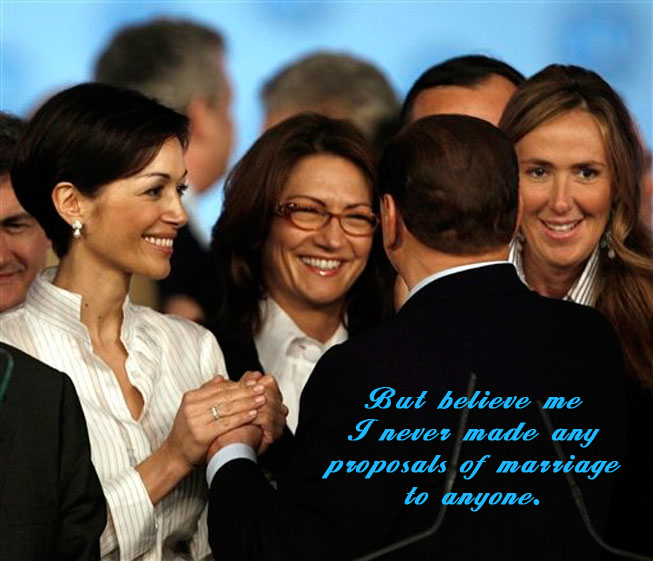 But believe me
I never made any
proposals of marriage
to anyone.